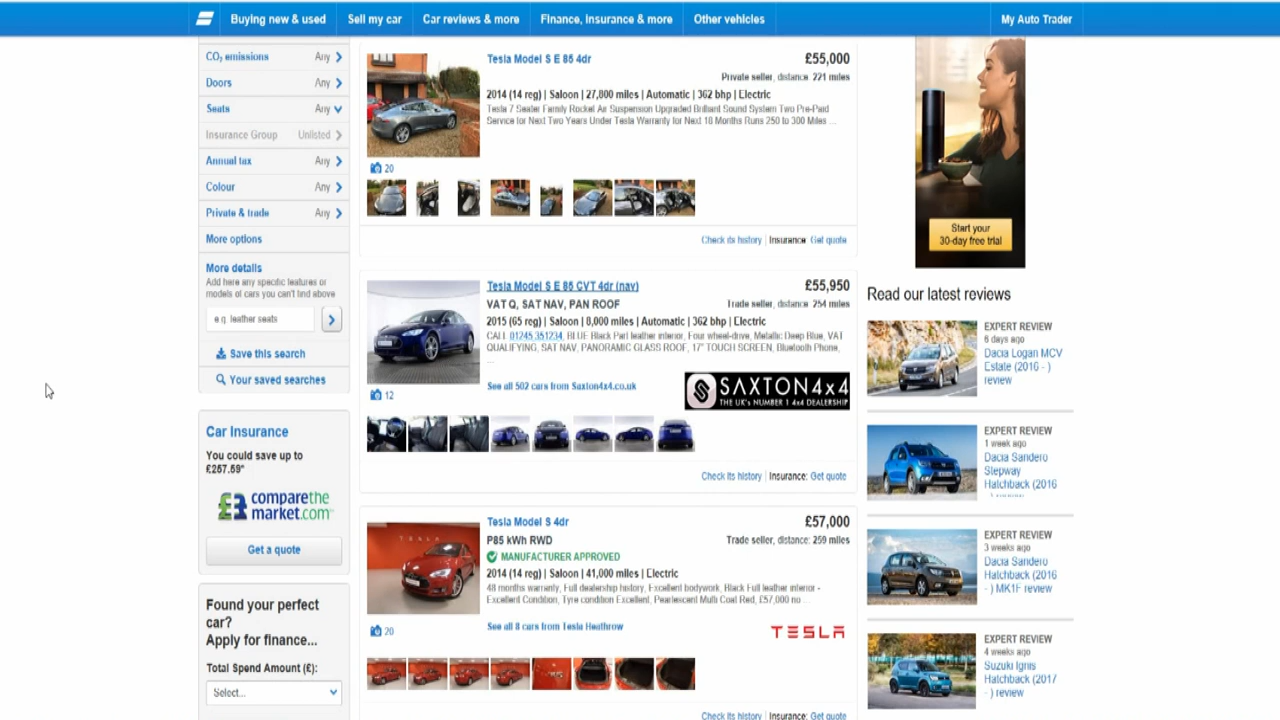 Buying new & used
Sell my car
Car reviews & more
Finance, insurance & more
Other vehicles
My Auto Trader
CO₂ emissions Any
Doors Any
Seats Any
Insurance Group Unlisted
Annual tax Any
Colour Any
Private & trade Any
More options
More details
Add here any specific features or
models of cars you can't find above
e.g. leather seats
Save this search
Your saved searches
Car Insurance
You could save up to
£257.59*
comparethe
market.com
Get a quote
Found your perfect
car?
Apply for finance...
Total Spend Amount (£):
Select...
Tesla Model S E 85 4dr
£55,000
Private seller, distance: 221 miles
2014 (14 reg) | Saloon | 27,800 miles | Automatic | 362 bhp | Electric
Tesla 7 Seater Family Rocket Air Suspension Upgraded Brilliant Sound System Two Pre-Paid
Service for Next Two Years Under Tesla Warranty for Next 18 Months Runs 250 to 300 Miles ...
20
Check its history | Insurance: Get quote
Tesla Model S E 85 CVT 4dr (nav)
£55,950
VAT Q, SAT NAV, PAN ROOF
Trade seller, distance: 254 miles
2015 (65 reg) | Saloon | 8,000 miles | Automatic | 362 bhp | Electric
CALL 01245 351234, BLUE Black Part leather interior, Four wheel-drive, Metallic Deep Blue, VAT
QUALIFYING, SAT NAV, PANORAMIC GLASS ROOF, 17" TOUCH SCREEN, Bluetooth Phone,
...
See all 502 cars from Saxton4x4.co.uk
SAXTON4x4
THE UK's NUMBER 1 4x4 DEALERSHIP
12
Check its history | Insurance: Get quote
Tesla Model S 4dr
£57,000
P85 kWh RWD
Trade seller, distance: 259 miles
MANUFACTURER APPROVED
2014 (14 reg) | Saloon | 41,000 miles | Electric
48 months warranty, Full dealership history, Excellent bodywork, Black Full leather interior -
Excellent Condition, Tyre condition Excellent, Pearlescent Multi Coat Red, £57,000 no ...
20
See all 8 cars from Tesla Heathrow
TESLA
TESLA
Check its history | Insurance: Get quote
Start your
30-day free trial
Read our latest reviews
EXPERT REVIEW
6 days ago
Dacia Logan MCV
Estate (2016 - )
review
EXPERT REVIEW
1 week ago
Dacia Sandero
Stepway
Hatchback (2016
EXPERT REVIEW
3 weeks ago
Dacia Sandero
Hatchback (2016
- ) MK1F review
EXPERT REVIEW
4 weeks ago
Suzuki Ignis
Hatchback (2017
- ) review